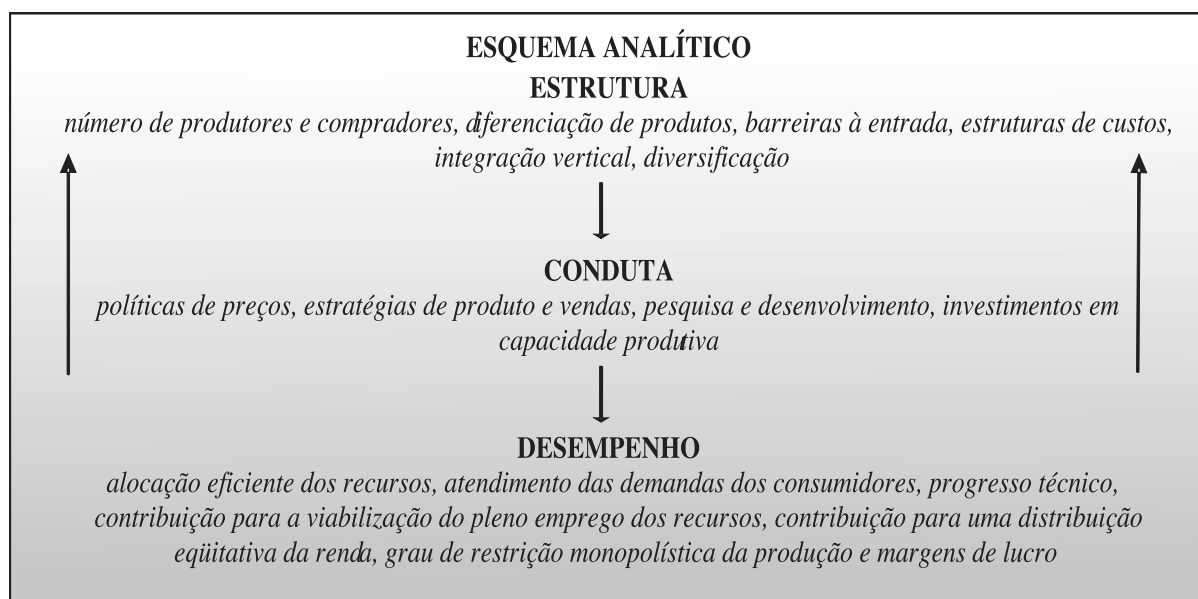 ESQUEMA ANALÍTICO
ESTRUTURA
número de produtores e compradores, diferenciação de produtos, barreiras à entrada, estruturas de custos,
integração vertical, diversificação
CONDUTA
políticas de preços, estratégias de produto e vendas, pesquisa e desenvolvimento, investimentos em
capacidade produtiva
DESEMPENHO
alocação eficiente dos recursos, atendimento das demandas dos consumidores, progresso técnico,
contribuição para a viabilização do pleno emprego dos recursos, contribuição para uma distribuição
eqüitativa da renda, grau de restrição monopolística da produção e margens de lucro